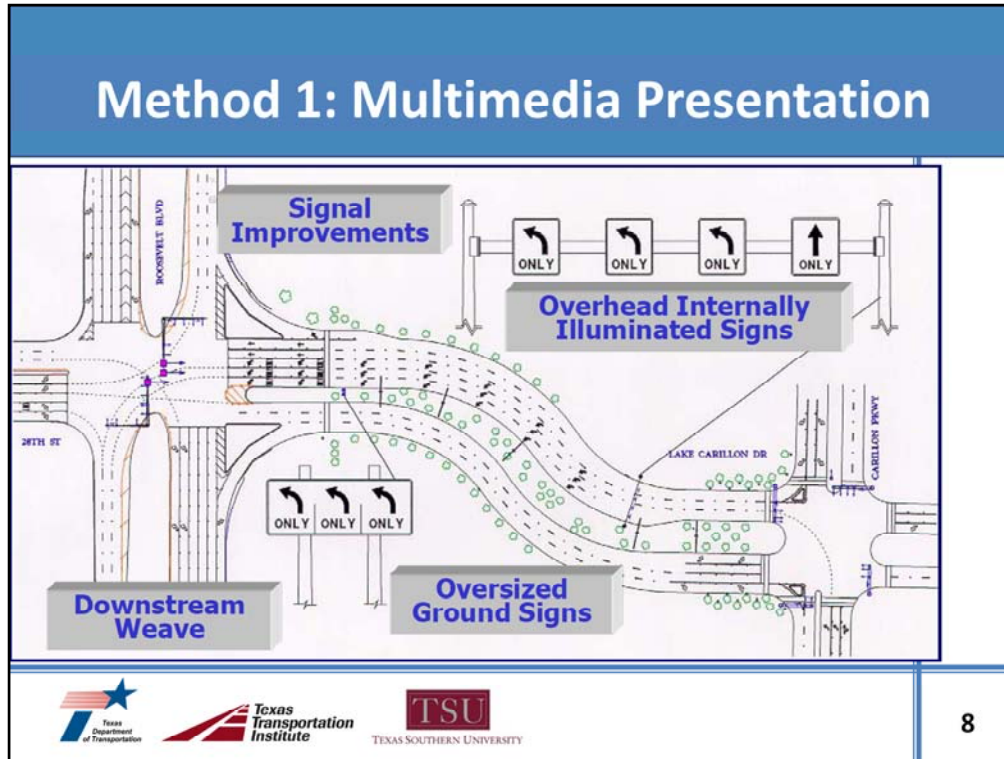 Method 1: Multimedia Presentation
ROOSEVELT BLVD
Signal
Improvements
ONLY
ONLY
ONLY
ONLY
Overhead Internally
Illuminated Signs
28TH ST
LAKE CARILLON DR
CARILLON PKWY
ONLY
ONLY
ONLY
Downstream
Weave
Oversized
Ground Signs
Texas
Department
of Transportation
Texas
Transportation
Institute
TSU
TEXAS SOUTHERN UNIVERSITY
8